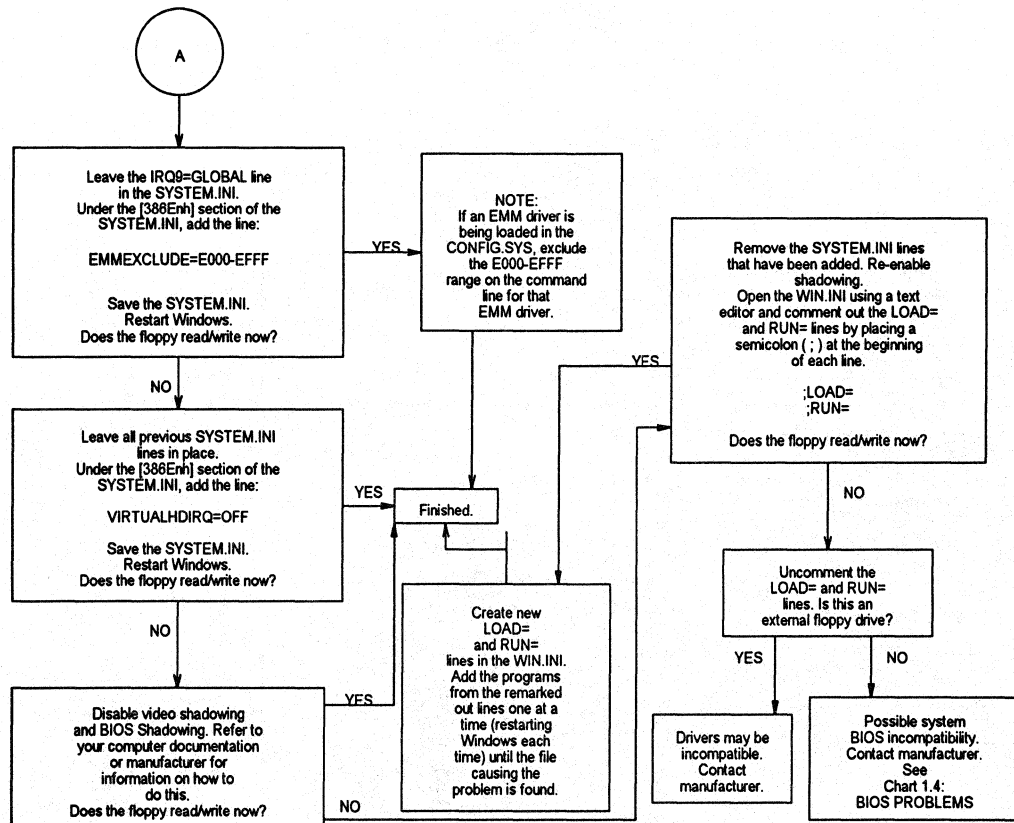 A
Leave the IRQ9=GLOBAL line
in the SYSTEM.INI.
Under the [386Enh] section of the
SYSTEM.INI, add the line:
EMMEXCLUDE=E000-EFFF
Save the SYSTEM.INI.
Restart Windows.
Does the floppy read/write now?
YES
NOTE:
If an EMM driver is
being loaded in the
CONFIG.SYS, exclude
the E000-EFFF
range on the command
line for that
EMM driver.
NO
Leave all previous SYSTEM.INI
lines in place.
Under the [386Enh] section of the
SYSTEM.INI, add the line:
VIRTUALHDIRQ=OFF
Save the SYSTEM.INI.
Restart Windows.
Does the floppy read/write now?
YES
Finished.
NO
Disable video shadowing
and BIOS Shadowing. Refer to
your computer documentation
or manufacturer for
information on how to
do this.
Does the floppy read/write now?
YES
NO
Remove the SYSTEM.INI lines
that have been added. Re-enable
shadowing.
Open the WIN.INI using a text
editor and comment out the LOAD=
and RUN= lines by placing a
semicolon ( ; ) at the beginning
of each line.
;LOAD=
;RUN=
Does the floppy read/write now?
YES
Create new
LOAD=
and RUN=
lines in the WIN.INI.
Add the programs
from the remarked
out lines one at a
time (restarting
Windows each
time) until the file
causing the
problem is found.
NO
Uncomment the
LOAD= and RUN=
lines. Is this an
external floppy drive?
YES
NO
Drivers may be
incompatible.
Contact
manufacturer.
Possible system
BIOS incompatibility.
Contact manufacturer.
See
Chart 1.4:
BIOS PROBLEMS